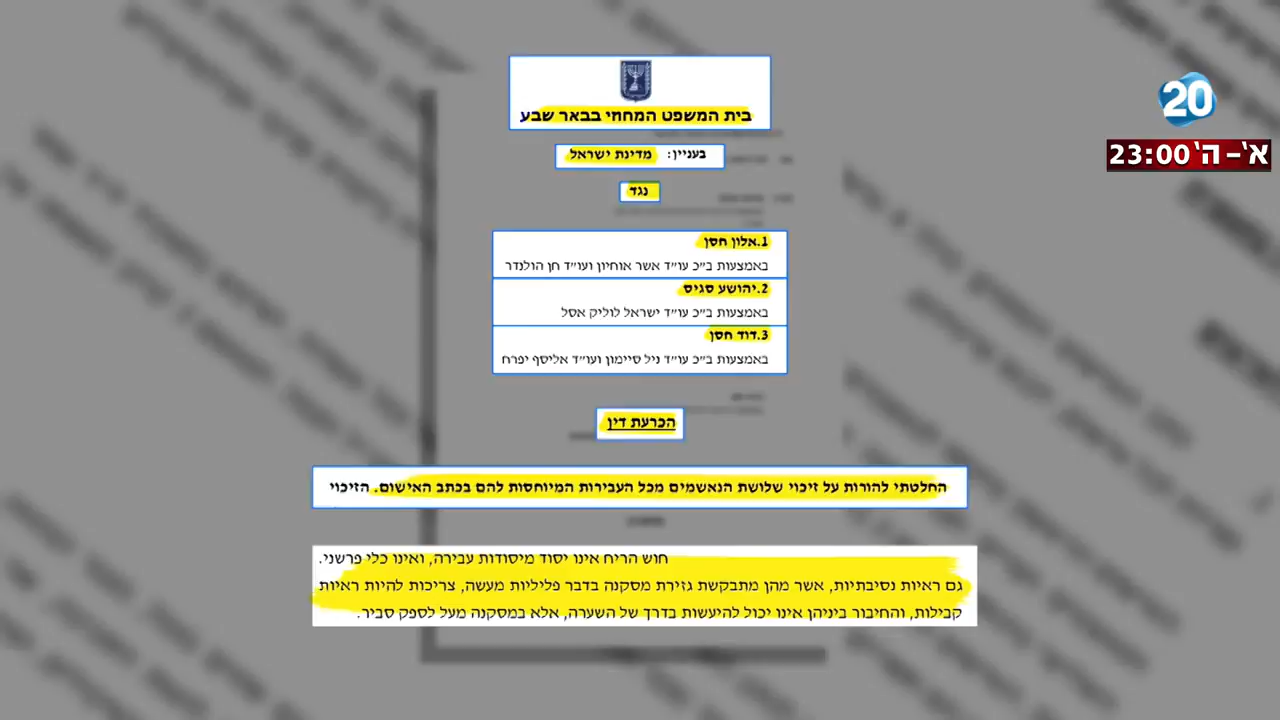 20
א'-ה' 23:00
בית המשפט המחוזי בבאר שבע
בעניין: מדינת ישראל
נגד
1.אלון חסן
באמצעות ב"כ עו"ד אשר אוחיון ועו"ד חן הולנדר
2.יהושע סגיס
באמצעות ב"כ עו"ד ישראל לוליק אסל
3.דוד חסן
באמצעות ב"כ עו"ד ניל סיימון ועו"ד אליסף יפרח
הכרעת דין
החלטתי להורות על זיכוי שלושת הנאשמים מכל העבירות המיוחסות להם בכתב האישום. הזיכוי
חוש הריח אינו יסוד מיסודות עבירה, ואינו כלי פרשני.
גם ראיות נסיבתיות, אשר מהן מתבקשת גזירת מסקנה בדבר פליליות מעשה, צריכות להיות ראיות
קבילות, והחיבור ביניהן אינו יכול להיעשות בדרך של השערה, אלא במסקנה מעל לספק סביר.